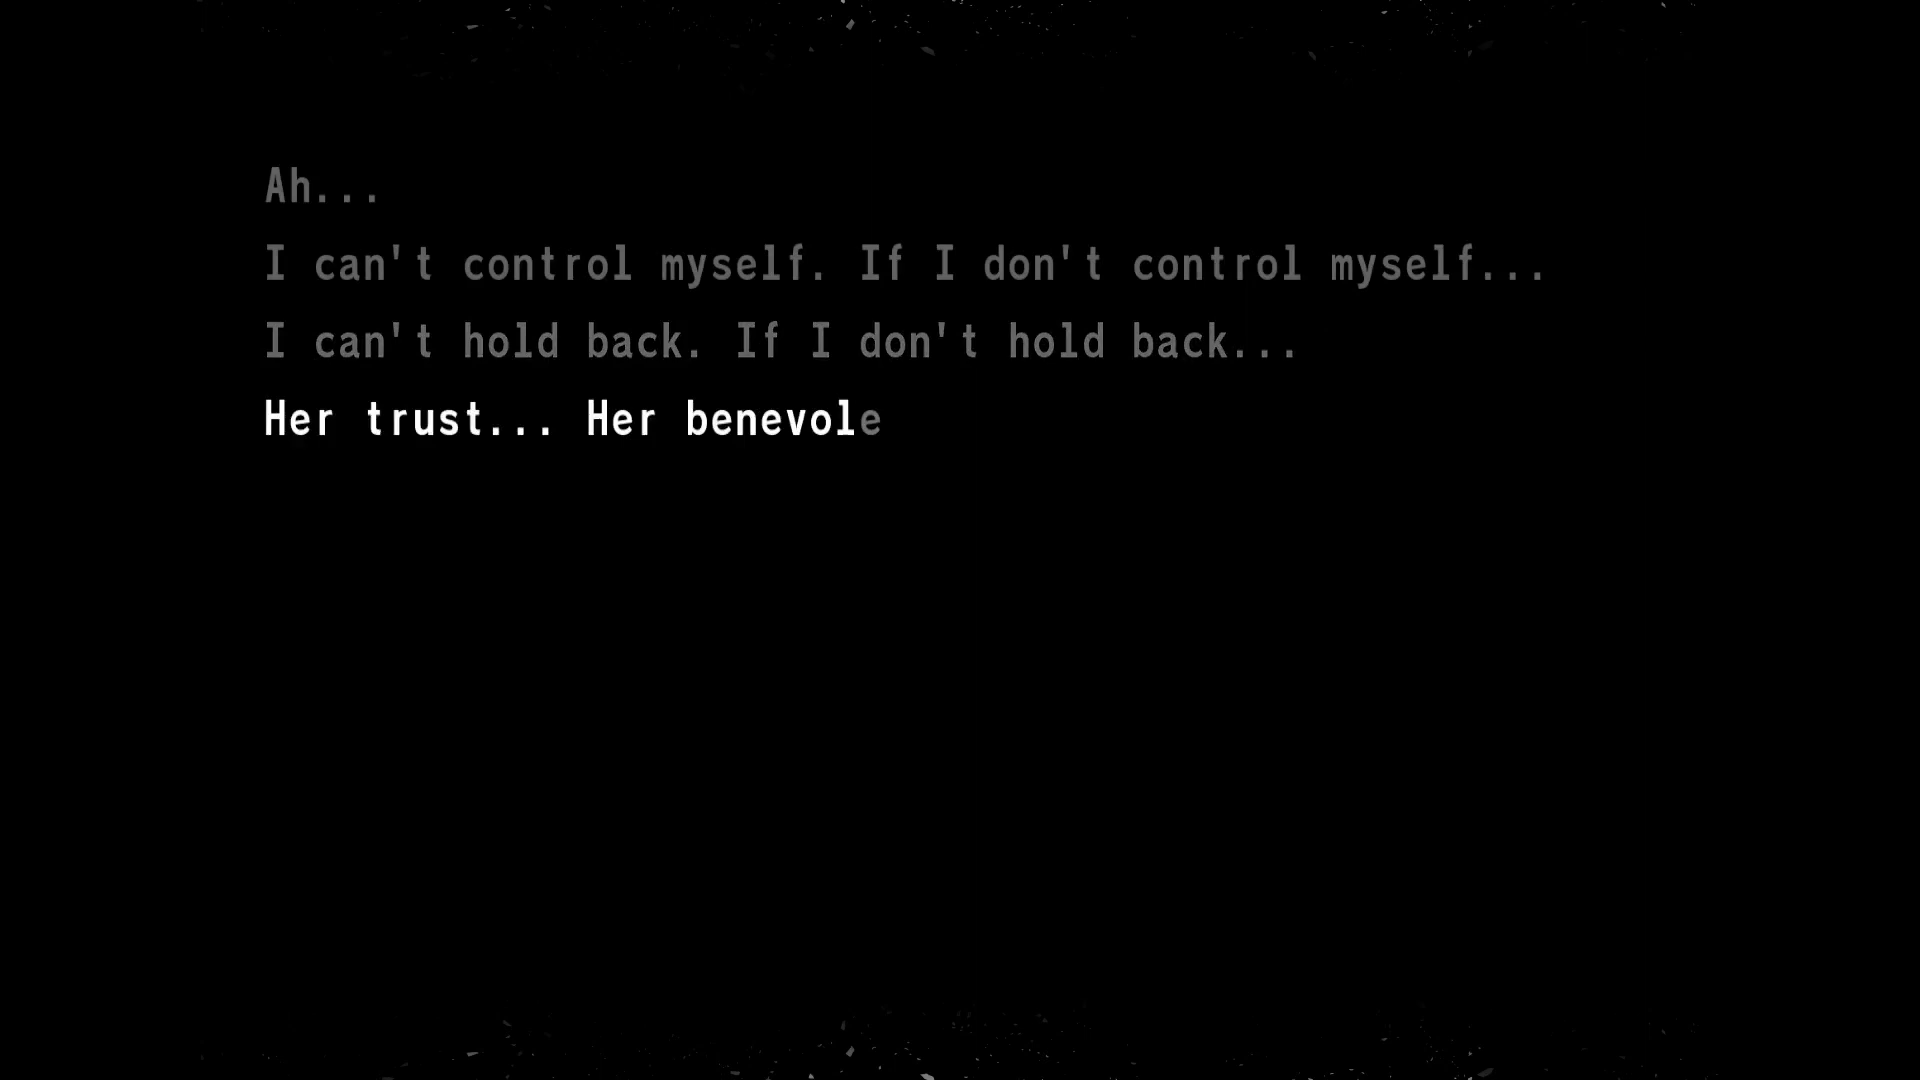 Ah...
I can't control myself. If I don't control myself...
I can't hold back. If I don't hold back...
Her trust... Her benevole